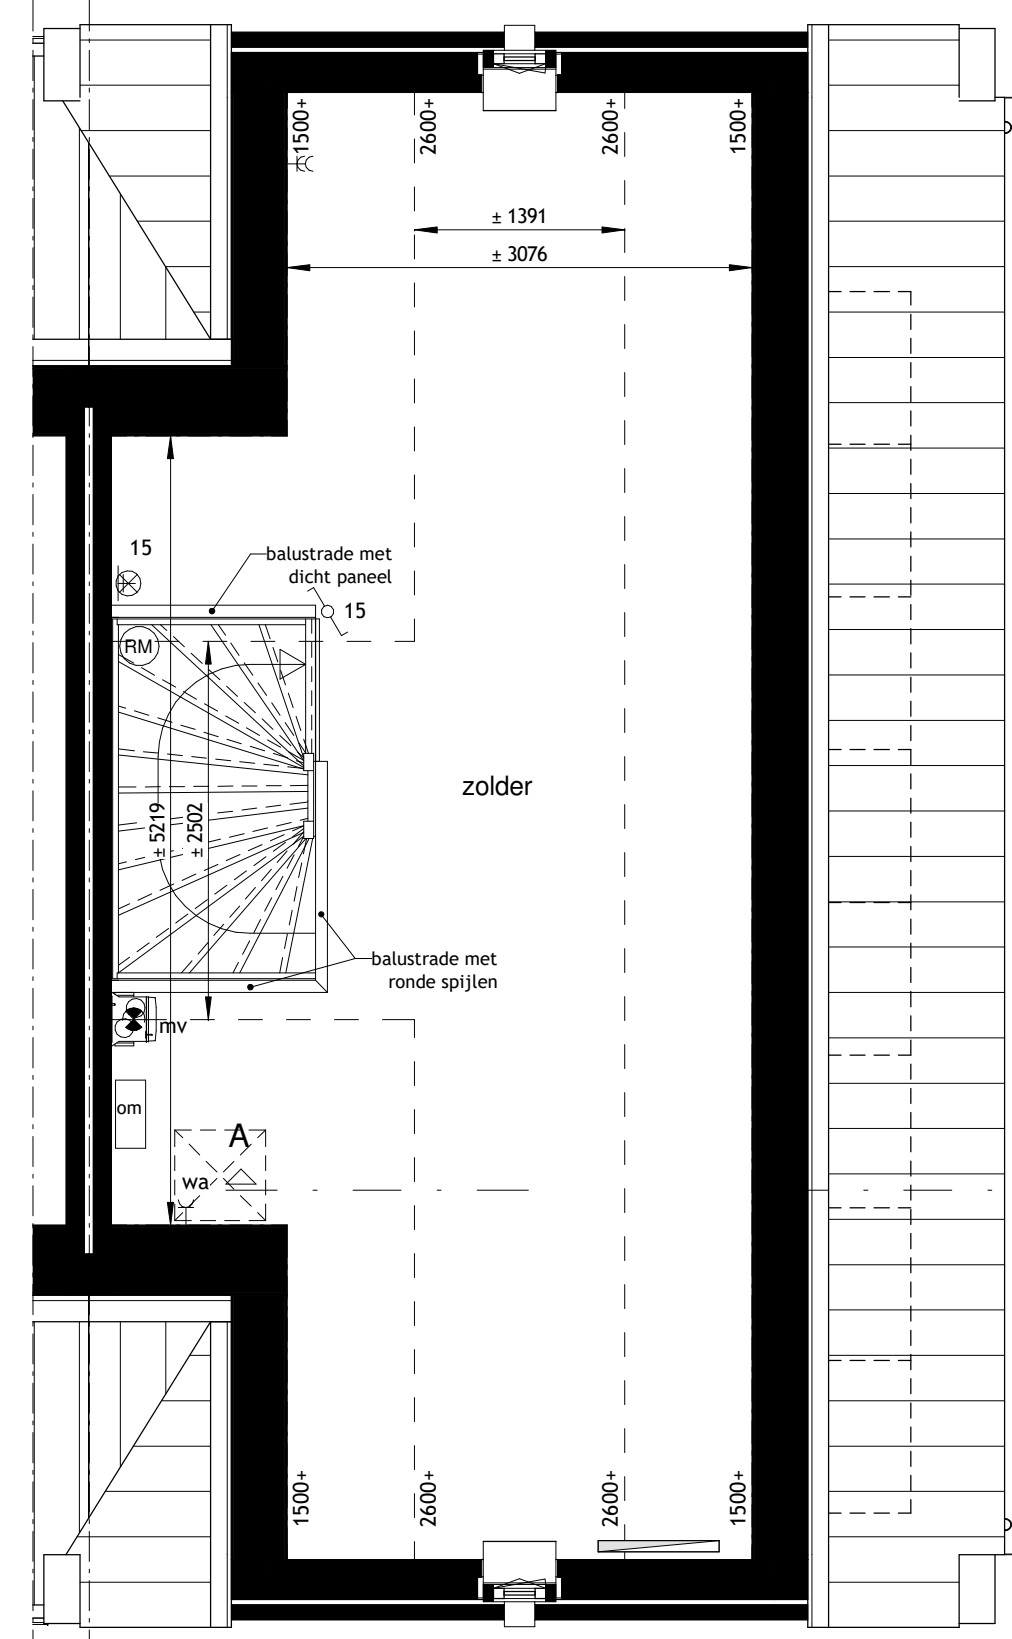 1500+
2600+
2600+
1500+
± 1391
± 3076
15
balustrade met
dicht paneel
15
RM
zolder
± 5219
± 2502
balustrade met
ronde spijlen
mv
om
A
wa
1500+
2600+
2600+
1500+